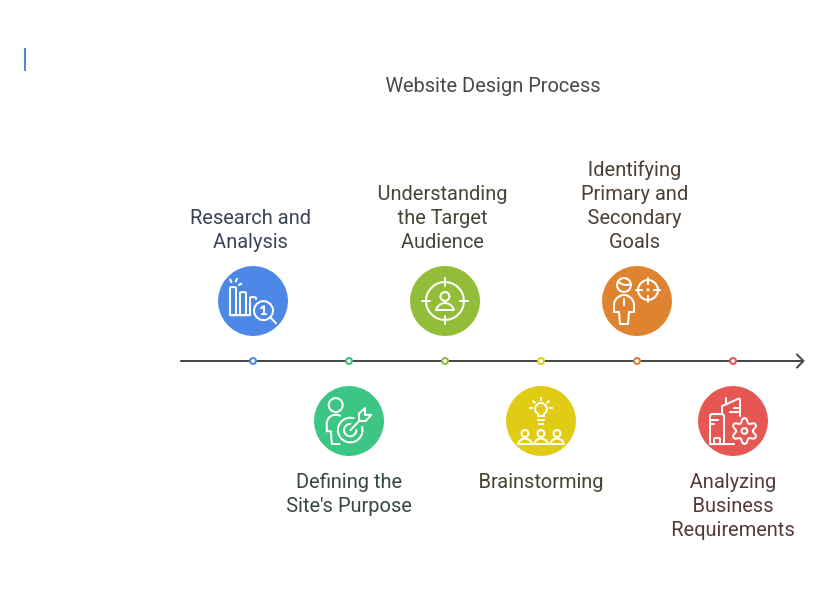 Website Design Process
Research and
Analysis
Defining the
Site's Purpose
Understanding
the Target
Audience
Brainstorming
Identifying
Primary and
Secondary
Goals
Analyzing
Business
Requirements
1